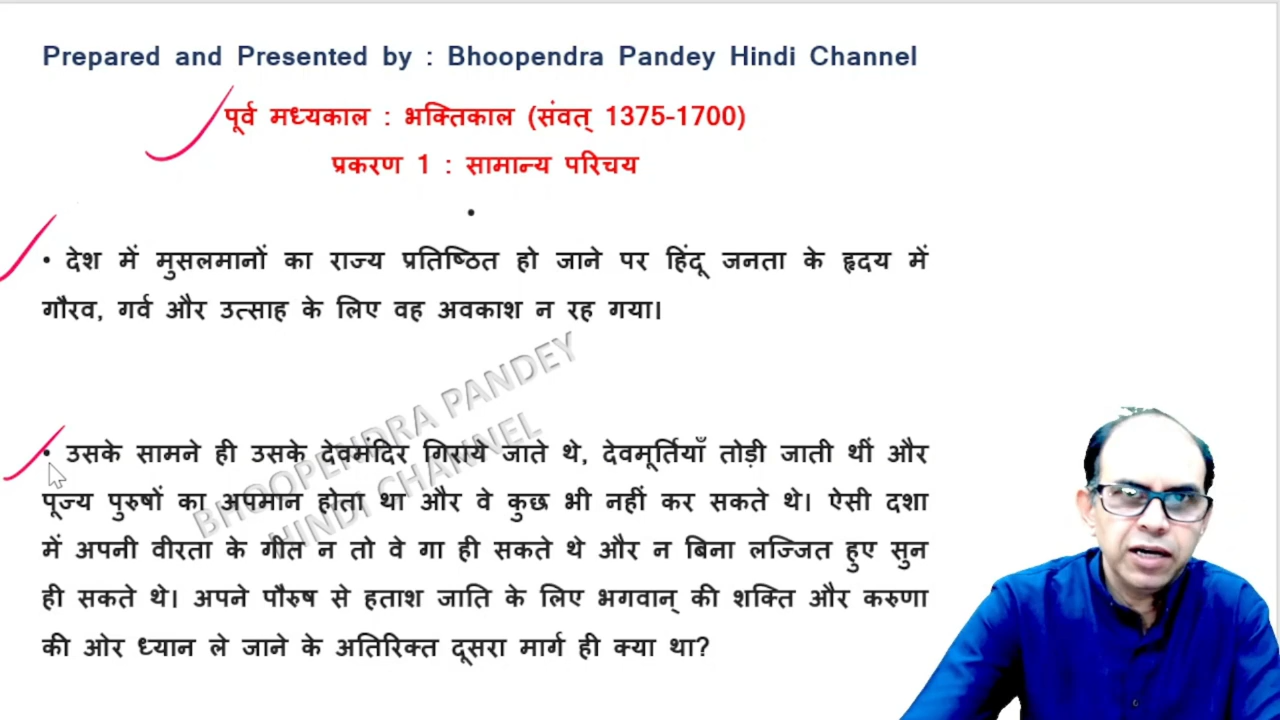 Prepared and Presented by : Bhoopendra Pandey Hindi Channel
पूर्व मध्यकाल : भक्तिकाल (संवत् 1375-1700)
प्रकरण 1 : सामान्य परिचय
•
• देश में मुसलमानों का राज्य प्रतिष्ठित हो जाने पर हिंदू जनता के हृदय में
गौरव, गर्व और उत्साह के लिए वह अवकाश न रह गया।
• उसके सामने ही उसके देवमंदिर गिराये जाते थे, देवमूर्तियाँ तोड़ी जाती थीं और
पूज्य पुरुषों का अपमान होता था और वे कुछ भी नहीं कर सकते थे। ऐसी दशा
में अपनी वीरता के गीत न तो वे गा ही सकते थे और न बिना लज्जित हुए सुन
ही सकते थे। अपने पौरुष से हताश जाति के लिए भगवान् की शक्ति और करुणा
की ओर ध्यान ले जाने के अतिरिक्त दूसरा मार्ग ही क्या था?
BHOOPENDRA PANDEY
HINDI CHANNEL